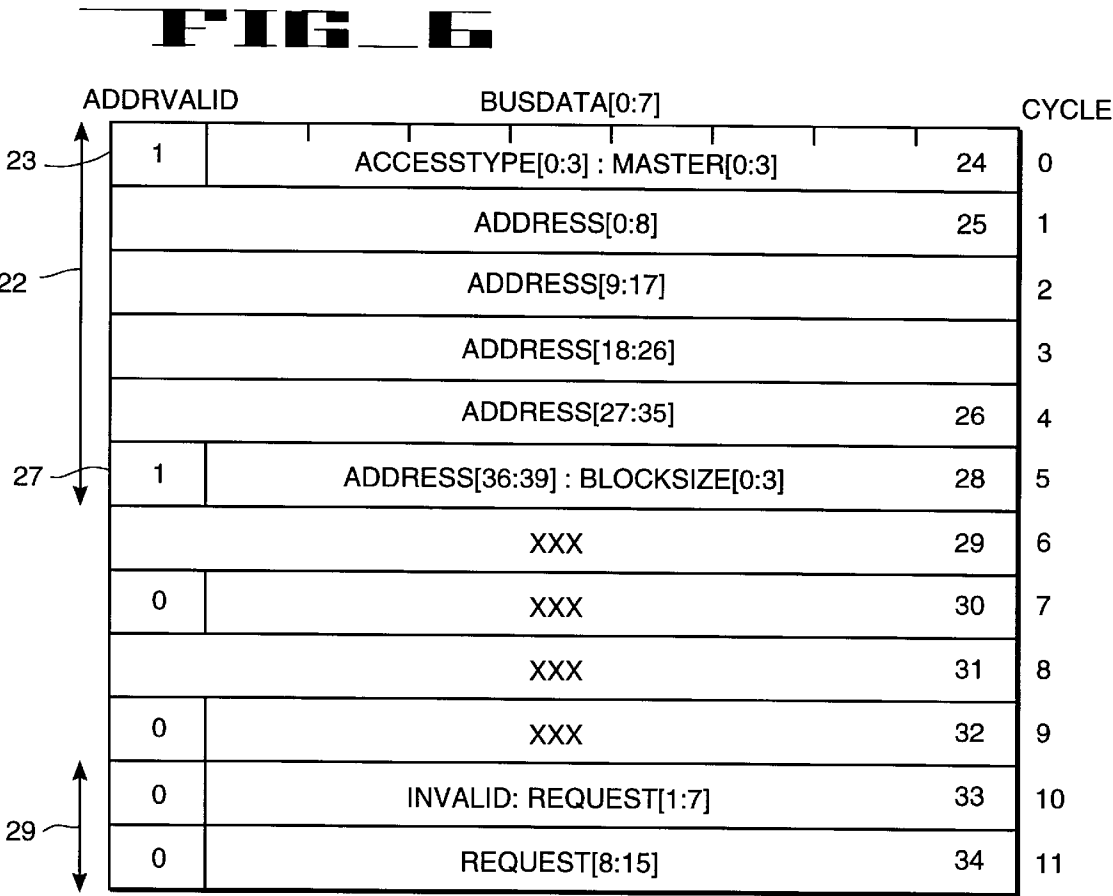 FIG_6
ADDRVALID BUSDATA[0:7] CYCLE
23 1 ACCESSTYPE[0:3] : MASTER[0:3] 24 0
ADDRESS[0:8] 25 1
22 ADDRESS[9:17] 2
ADDRESS[18:26] 3
ADDRESS[27:35] 26 4
27 1 ADDRESS[36:39] : BLOCKSIZE[0:3] 28 5
XXX 29 6
0 XXX 30 7
XXX 31 8
0 XXX 32 9
0 INVALID: REQUEST[1:7] 33 10
29 0 REQUEST[8:15] 34 11